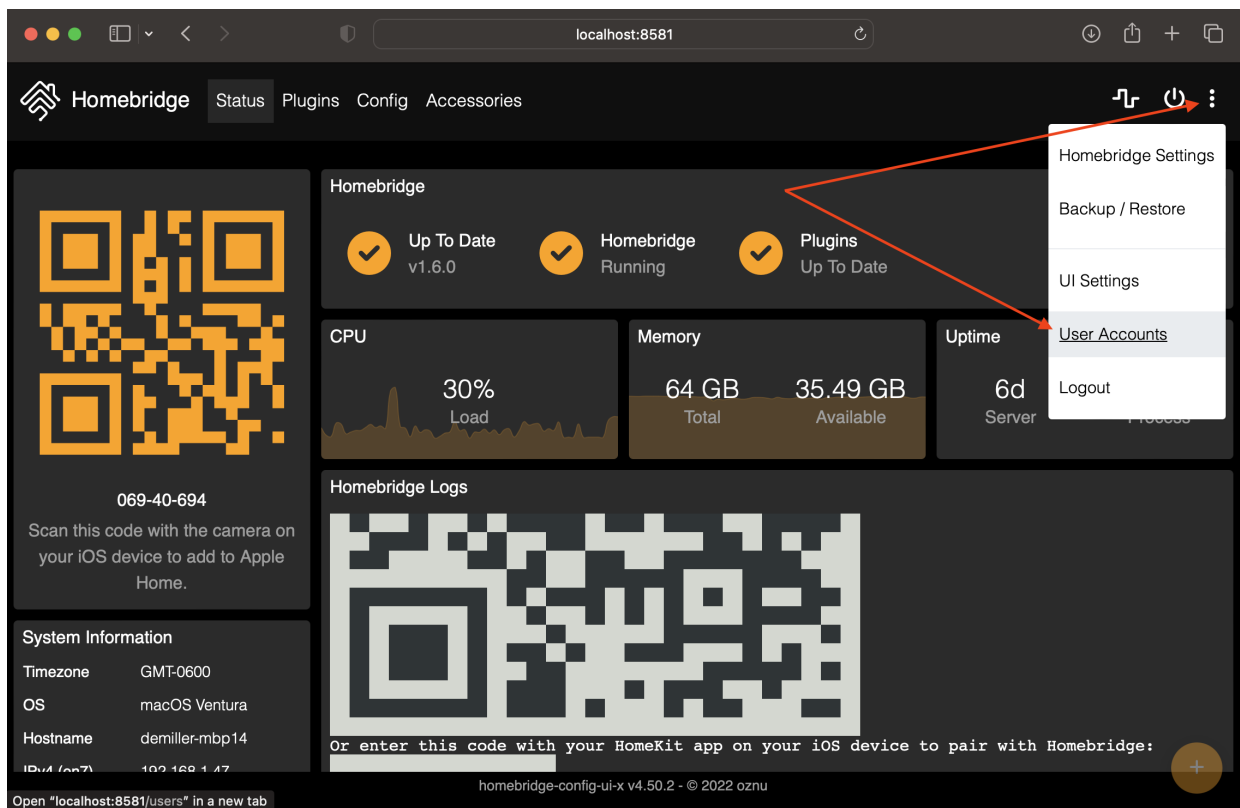 localhost:8581
Homebridge Status Plugins Config Accessories
Homebridge Settings
Backup / Restore
UI Settings
User Accounts
Logout
069-40-694
Scan this code with the camera on
your iOS device to add to Apple
Home.
System Information
Timezone GMT-0600
OS macOS Ventura
Hostname demiller-mbp14
IPv4 (en7) 192.168.1.47
Homebridge
Up To Date
v1.6.0
Homebridge
Running
Plugins
Up To Date
CPU
30%
Load
Memory
64 GB
Total
35.49 GB
Available
Uptime
6d
Server
Process
Homebridge Logs
Or enter this code with your HomeKit app on your iOS device to pair with Homebridge:
homebridge-config-ui-x v4.50.2 - © 2022 oznu
Open "localhost:8581/users" in a new tab